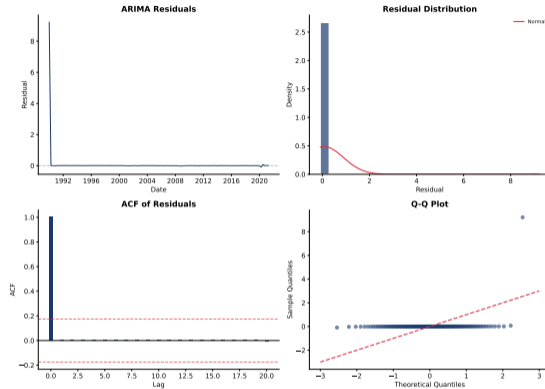 ARIMA Residuals
Residual
8
6
4
2
0
1992 1996 2000 2004 2008 2012 2016 2020
Date
Residual Distribution
Density
2.5
2.0
1.5
1.0
0.5
0.0
0 2 4 6 8
Residual
ACF of Residuals
ACF
1.0
0.8
0.6
0.4
0.2
0.0
−0.2
0.0 2.5 5.0 7.5 10.0 12.5 15.0 17.5 20.0
Lag
Q-Q Plot
Sample Quantiles
8
6
4
2
0
−2
−3 −2 −1 0 1 2 3
Theoretical Quantiles